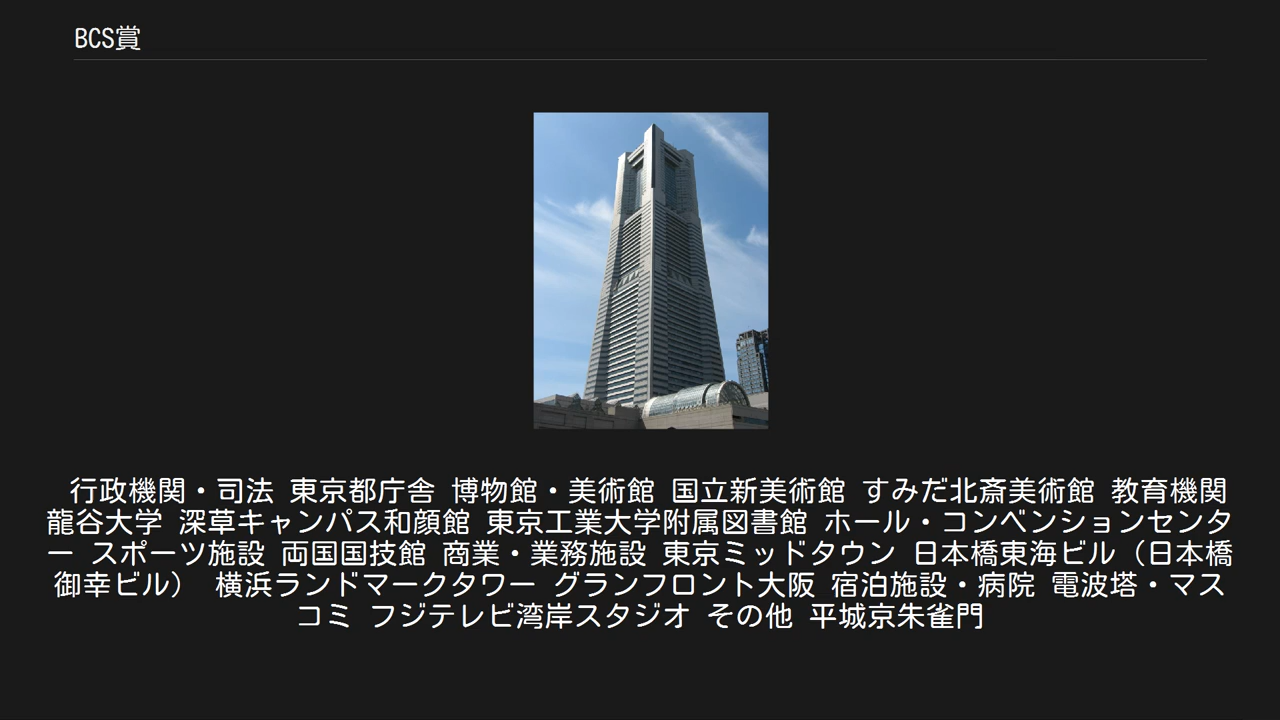 BCS賞
行政機関・司法 東京都庁舎 博物館・美術館 国立新美術館 すみだ北斎美術館 教育機関
龍谷大学 深草キャンパス和顔館 東京工業大学附属図書館 ホール・コンベンションセンタ
ー スポーツ施設 両国国技館 商業・業務施設 東京ミッドタウン 日本橋東海ビル（日本橋
御幸ビル） 横浜ランドマークタワー グランフロント大阪 宿泊施設・病院 電波塔・マス
コミ フジテレビ湾岸スタジオ その他 平城京朱雀門